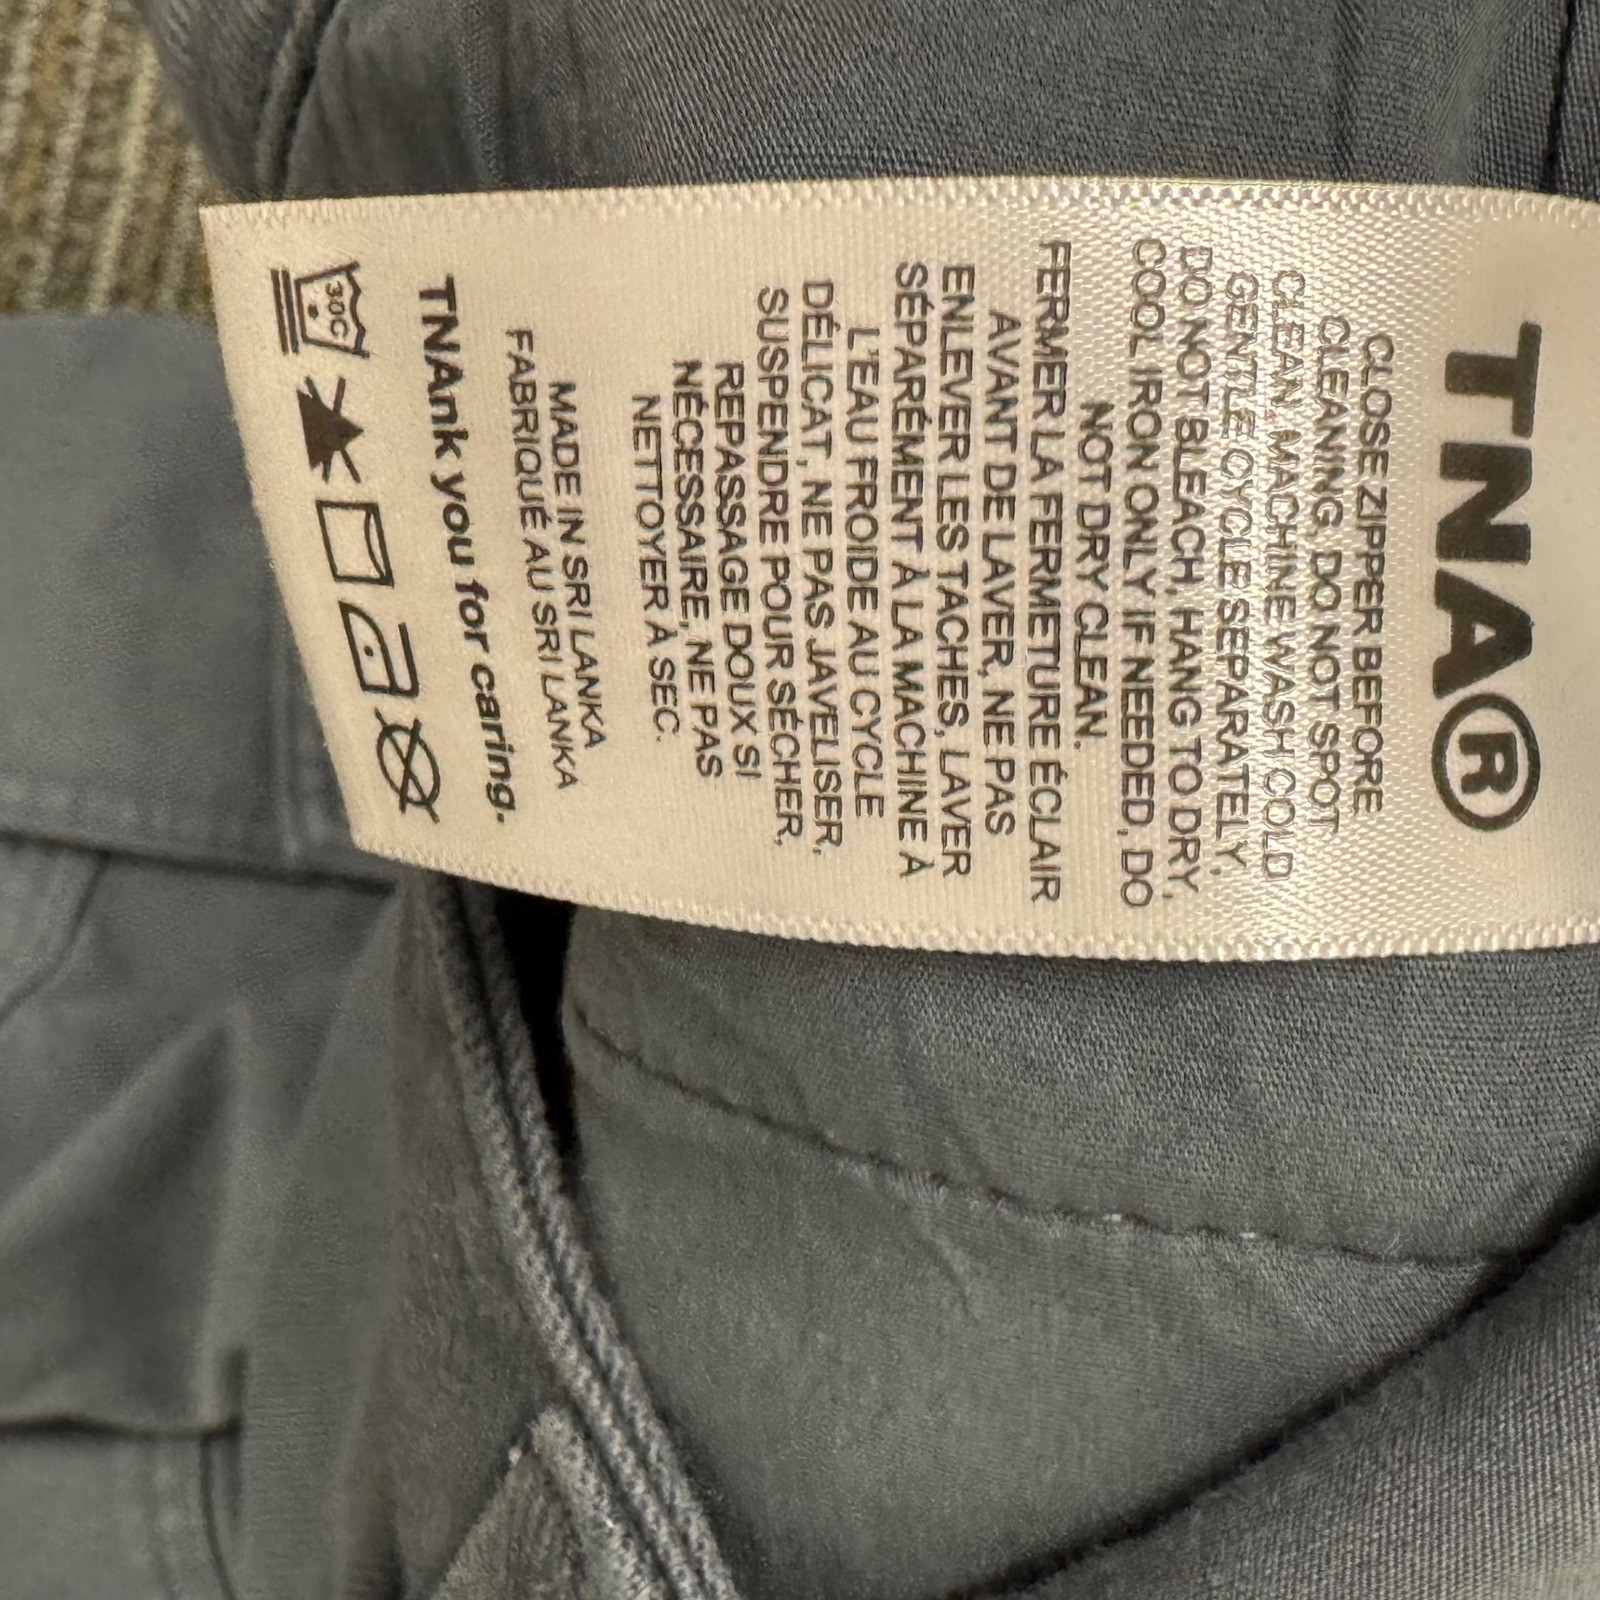 TNA®
CLOSE ZIPPER BEFORE
CLEANING, DO NOT SPOT
CLEAN, MACHINE WASH COLD
GENTLE CYCLE SEPARATELY,
DO NOT BLEACH, HANG TO DRY,
COOL IRON ONLY IF NEEDED, DO
NOT DRY CLEAN.
FERMER LA FERMETURE ÉCLAIR
AVANT DE LAVER, NE PAS
ENLEVER LES TACHES, LAVER
SÉPARÉMENT À LA MACHINE À
L'EAU FROIDE AU CYCLE
DÉLICAT, NE PAS JAVELISER,
SUSPENDRE POUR SÉCHER,
REPASSAGE DOUX SI
NÉCESSAIRE, NE PAS
NETTOYER À SEC.
MADE IN SRI LANKA
FABRIQUÉ AU SRI LANKA
TNAnk you for caring.
30C